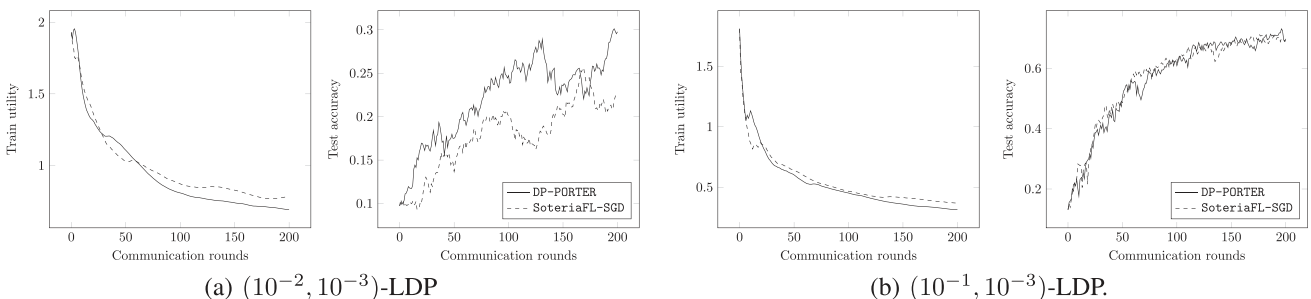 2
1.5
1
0 50 100 150 200
Train utility
Communication rounds
0.3
0.25
0.2
0.15
0.1
0 50 100 150 200
Test accuracy
Communication rounds
DP-PORTER
SoteriaFL-SGD
(a) (10⁻², 10⁻³)-LDP
1.5
1
0.5
0 50 100 150 200
Train utility
Communication rounds
0.6
0.4
0.2
0 50 100 150 200
Test accuracy
Communication rounds
DP-PORTER
SoteriaFL-SGD
(b) (10⁻¹, 10⁻³)-LDP.